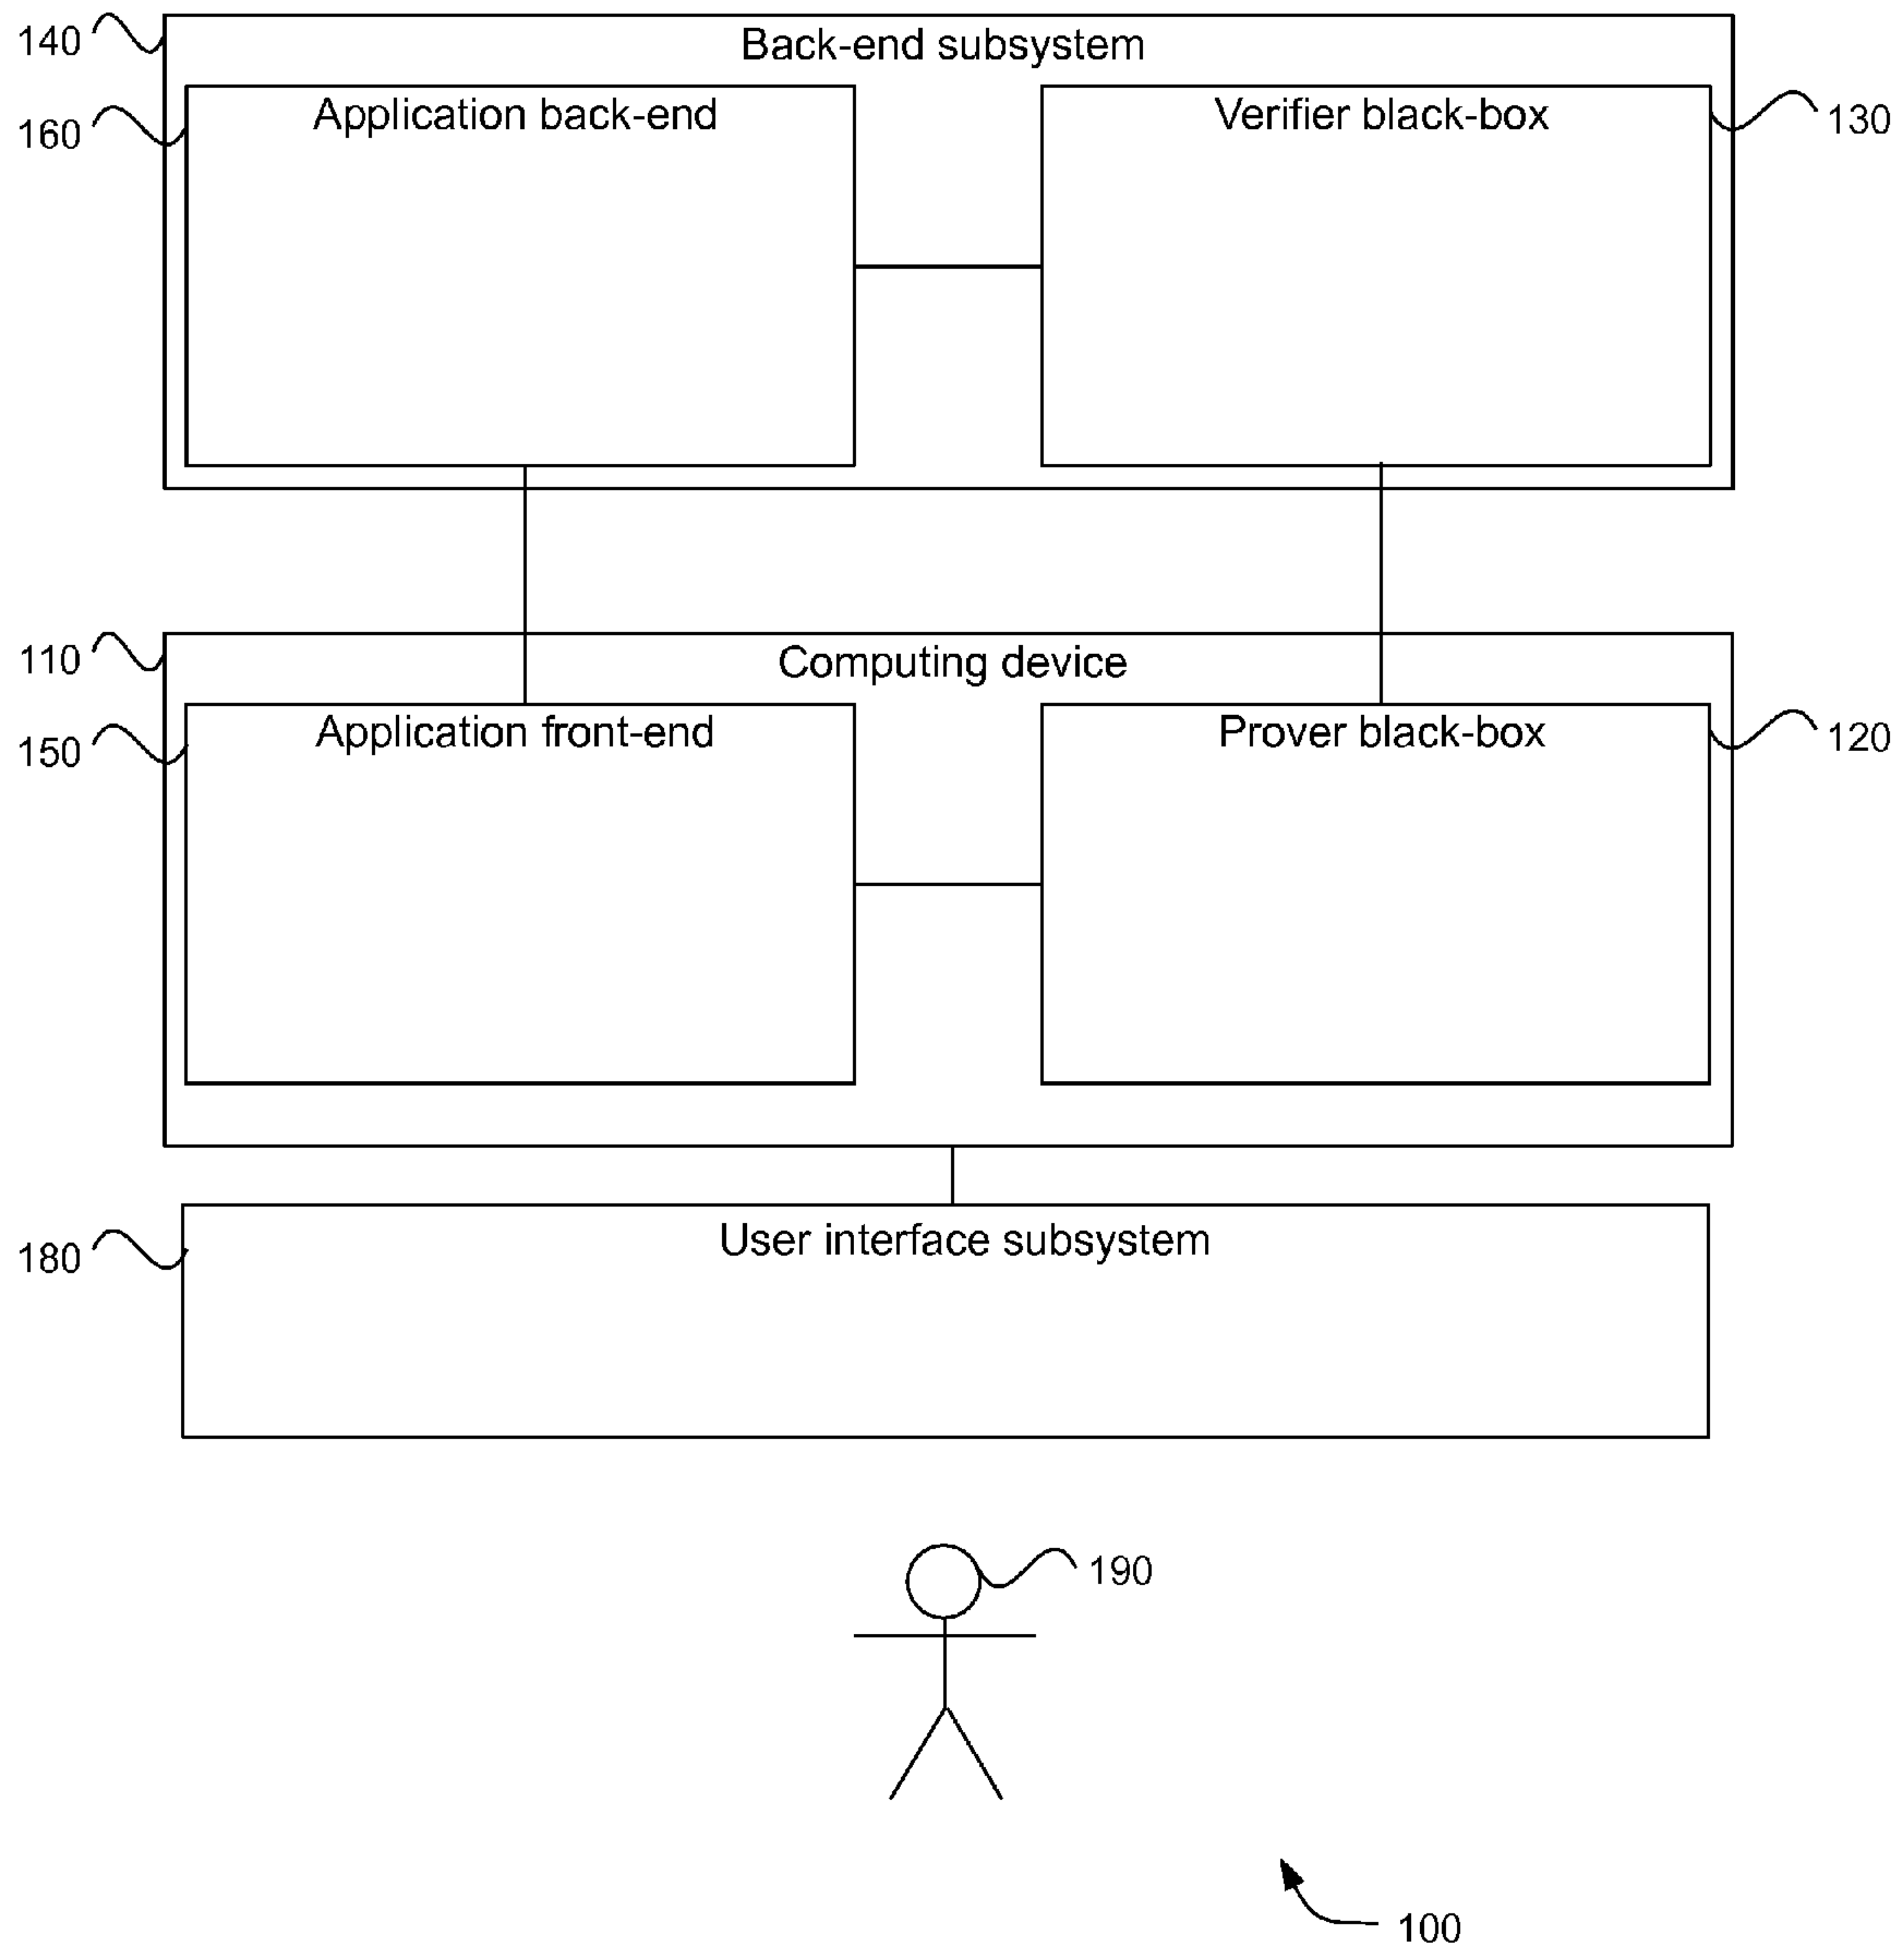 140
Back-end subsystem
160
Application back-end
Verifier black-box
130
110
Computing device
150
Application front-end
Prover black-box
120
180
User interface subsystem
190
100